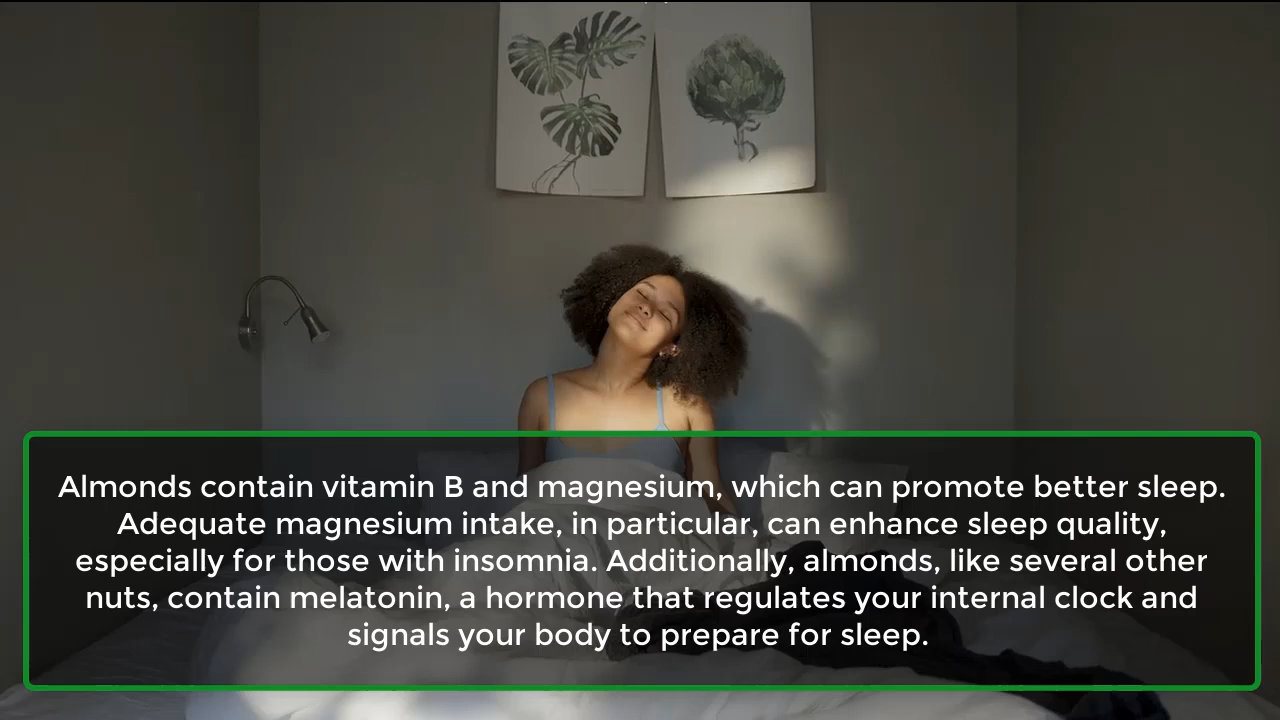 Almonds contain vitamin B and magnesium, which can promote better sleep.
Adequate magnesium intake, in particular, can enhance sleep quality,
especially for those with insomnia. Additionally, almonds, like several other
nuts, contain melatonin, a hormone that regulates your internal clock and
signals your body to prepare for sleep.